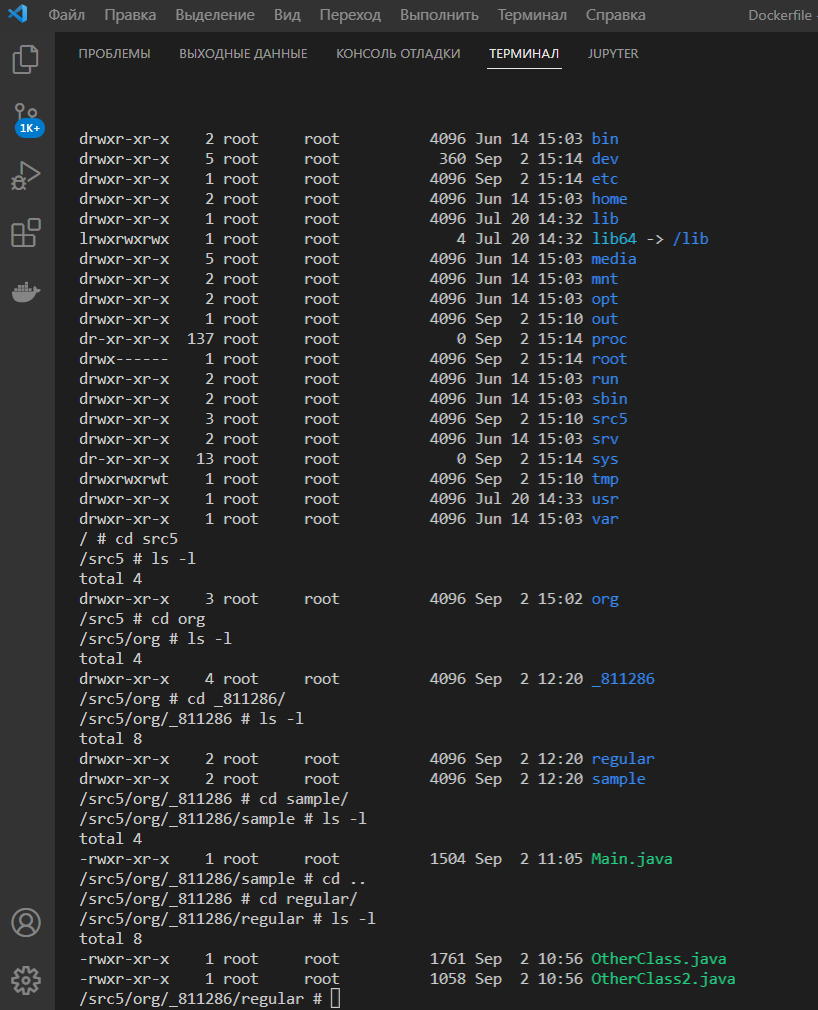 Файл Правка Выделение Вид Переход Выполнить Терминал Справка Dockerfile
ПРОБЛЕМЫ ВЫХОДНЫЕ ДАННЫЕ КОНСОЛЬ ОТЛАДКИ ТЕРМИНАЛ JUPYTER
1K+
drwxr-xr-x 2 root root 4096 Jun 14 15:03 bin
drwxr-xr-x 5 root root 360 Sep 2 15:14 dev
drwxr-xr-x 1 root root 4096 Sep 2 15:14 etc
drwxr-xr-x 2 root root 4096 Jun 14 15:03 home
drwxr-xr-x 1 root root 4096 Jul 20 14:32 lib
lrwxrwxrwx 1 root root 4 Jul 20 14:32 lib64 -> /lib
drwxr-xr-x 5 root root 4096 Jun 14 15:03 media
drwxr-xr-x 2 root root 4096 Jun 14 15:03 mnt
drwxr-xr-x 2 root root 4096 Jun 14 15:03 opt
drwxr-xr-x 1 root root 4096 Sep 2 15:10 out
dr-xr-xr-x 137 root root 0 Sep 2 15:14 proc
drwx------ 1 root root 4096 Sep 2 15:14 root
drwxr-xr-x 2 root root 4096 Jun 14 15:03 run
drwxr-xr-x 2 root root 4096 Jun 14 15:03 sbin
drwxr-xr-x 3 root root 4096 Sep 2 15:10 src5
drwxr-xr-x 2 root root 4096 Jun 14 15:03 srv
dr-xr-xr-x 13 root root 0 Sep 2 15:14 sys
drwxrwxrwt 1 root root 4096 Sep 2 15:10 tmp
drwxr-xr-x 1 root root 4096 Jul 20 14:33 usr
drwxr-xr-x 1 root root 4096 Jun 14 15:03 var
/ # cd src5
/src5 # ls -l
total 4
drwxr-xr-x 3 root root 4096 Sep 2 15:02 org
/src5 # cd org
/src5/org # ls -l
total 4
drwxr-xr-x 4 root root 4096 Sep 2 12:20 _811286
/src5/org # cd _811286/
/src5/org/_811286 # ls -l
total 8
drwxr-xr-x 2 root root 4096 Sep 2 12:20 regular
drwxr-xr-x 2 root root 4096 Sep 2 12:20 sample
/src5/org/_811286 # cd sample/
/src5/org/_811286/sample # ls -l
total 4
-rwxr-xr-x 1 root root 1504 Sep 2 11:05 Main.java
/src5/org/_811286/sample # cd ..
/src5/org/_811286 # cd regular/
/src5/org/_811286/regular # ls -l
total 8
-rwxr-xr-x 1 root root 1761 Sep 2 10:56 OtherClass.java
-rwxr-xr-x 1 root root 1058 Sep 2 10:56 OtherClass2.java
/src5/org/_811286/regular #